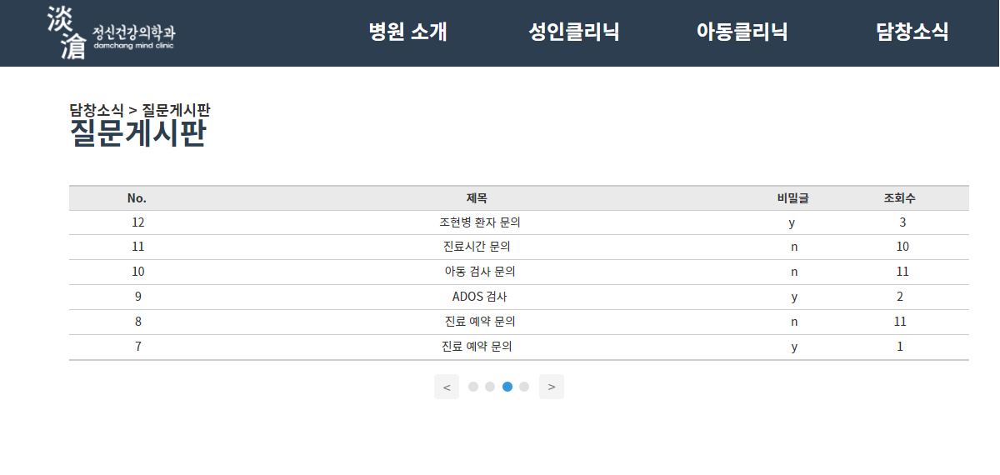 淡滄 정신건강의학과
damchang mind clinic
병원 소개 성인클리닉 아동클리닉 담창소식
담창소식 > 질문게시판
질문게시판
No. 제목 비밀글 조회수
12 조현병 환자 문의 y 3
11 진료시간 문의 n 10
10 아동 검사 문의 n 11
9 ADOS 검사 y 2
8 진료 예약 문의 n 11
7 진료 예약 문의 y 1
< >